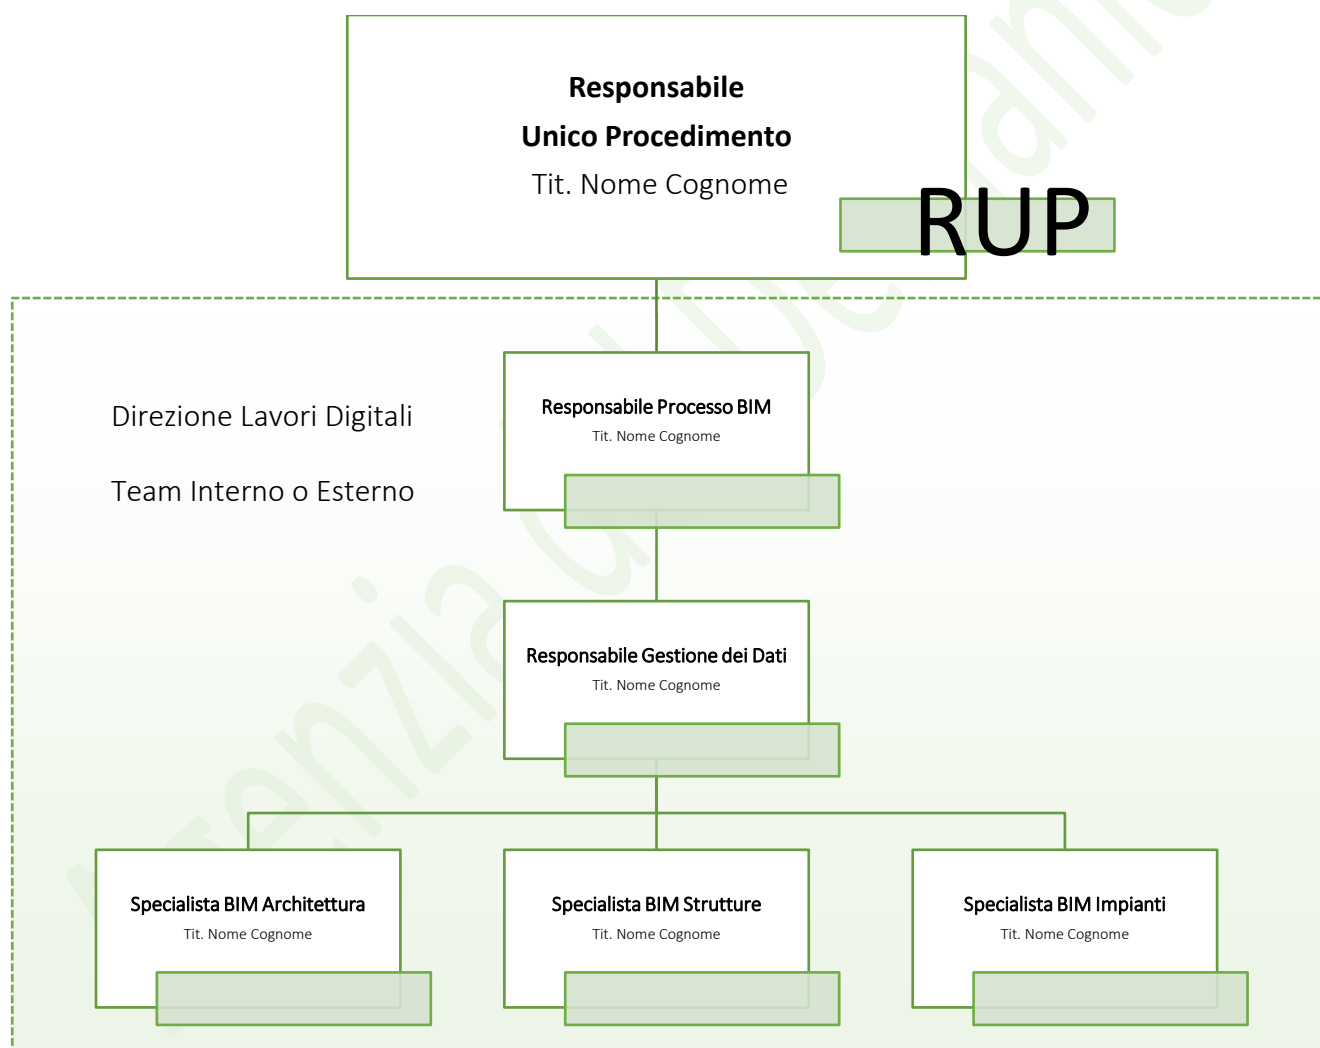 Responsabile
Unico Procedimento
Tit. Nome Cognome
RUP
Direzione Lavori Digitali
Team Interno o Esterno
Responsabile Processo BIM
Tit. Nome Cognome
Responsabile Gestione dei Dati
Tit. Nome Cognome
Specialista BIM Architettura
Tit. Nome Cognome
Specialista BIM Strutture
Tit. Nome Cognome
Specialista BIM Impianti
Tit. Nome Cognome